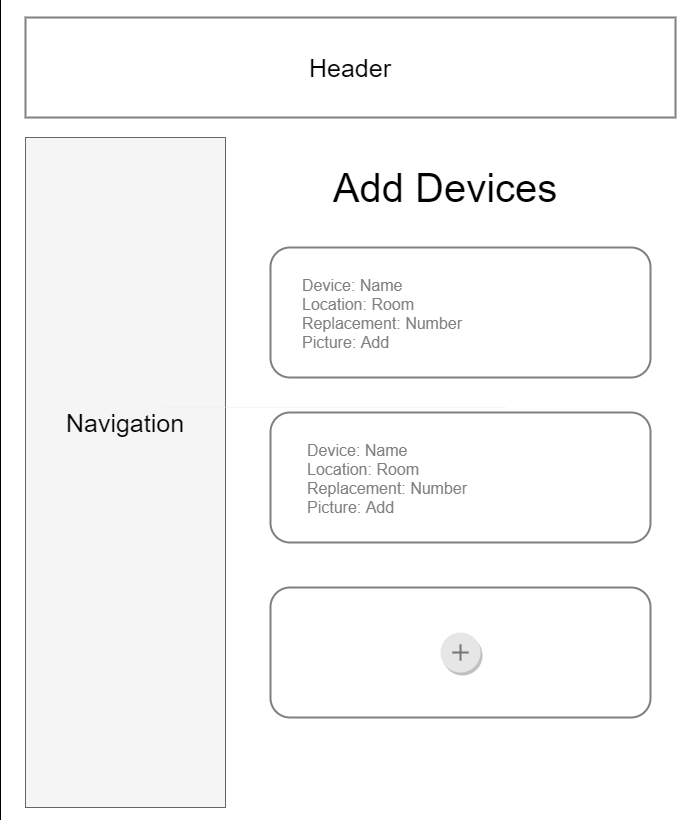 Header
Navigation
Add Devices
Device: Name
Location: Room
Replacement: Number
Picture: Add
Device: Name
Location: Room
Replacement: Number
Picture: Add
+